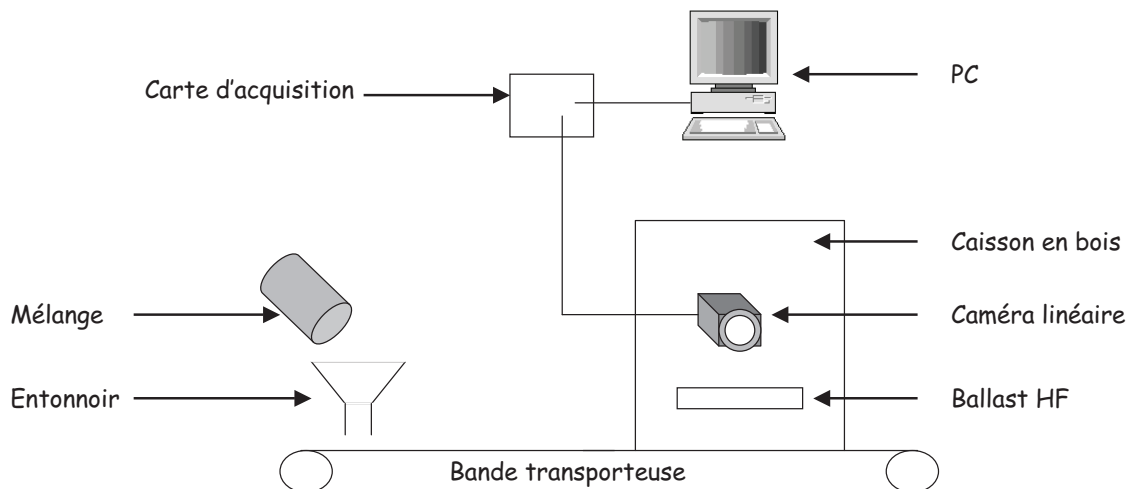 PC
Carte d'acquisition
Caisson en bois
Mélange
Caméra linéaire
Entonnoir
Ballast HF
Bande transporteuse